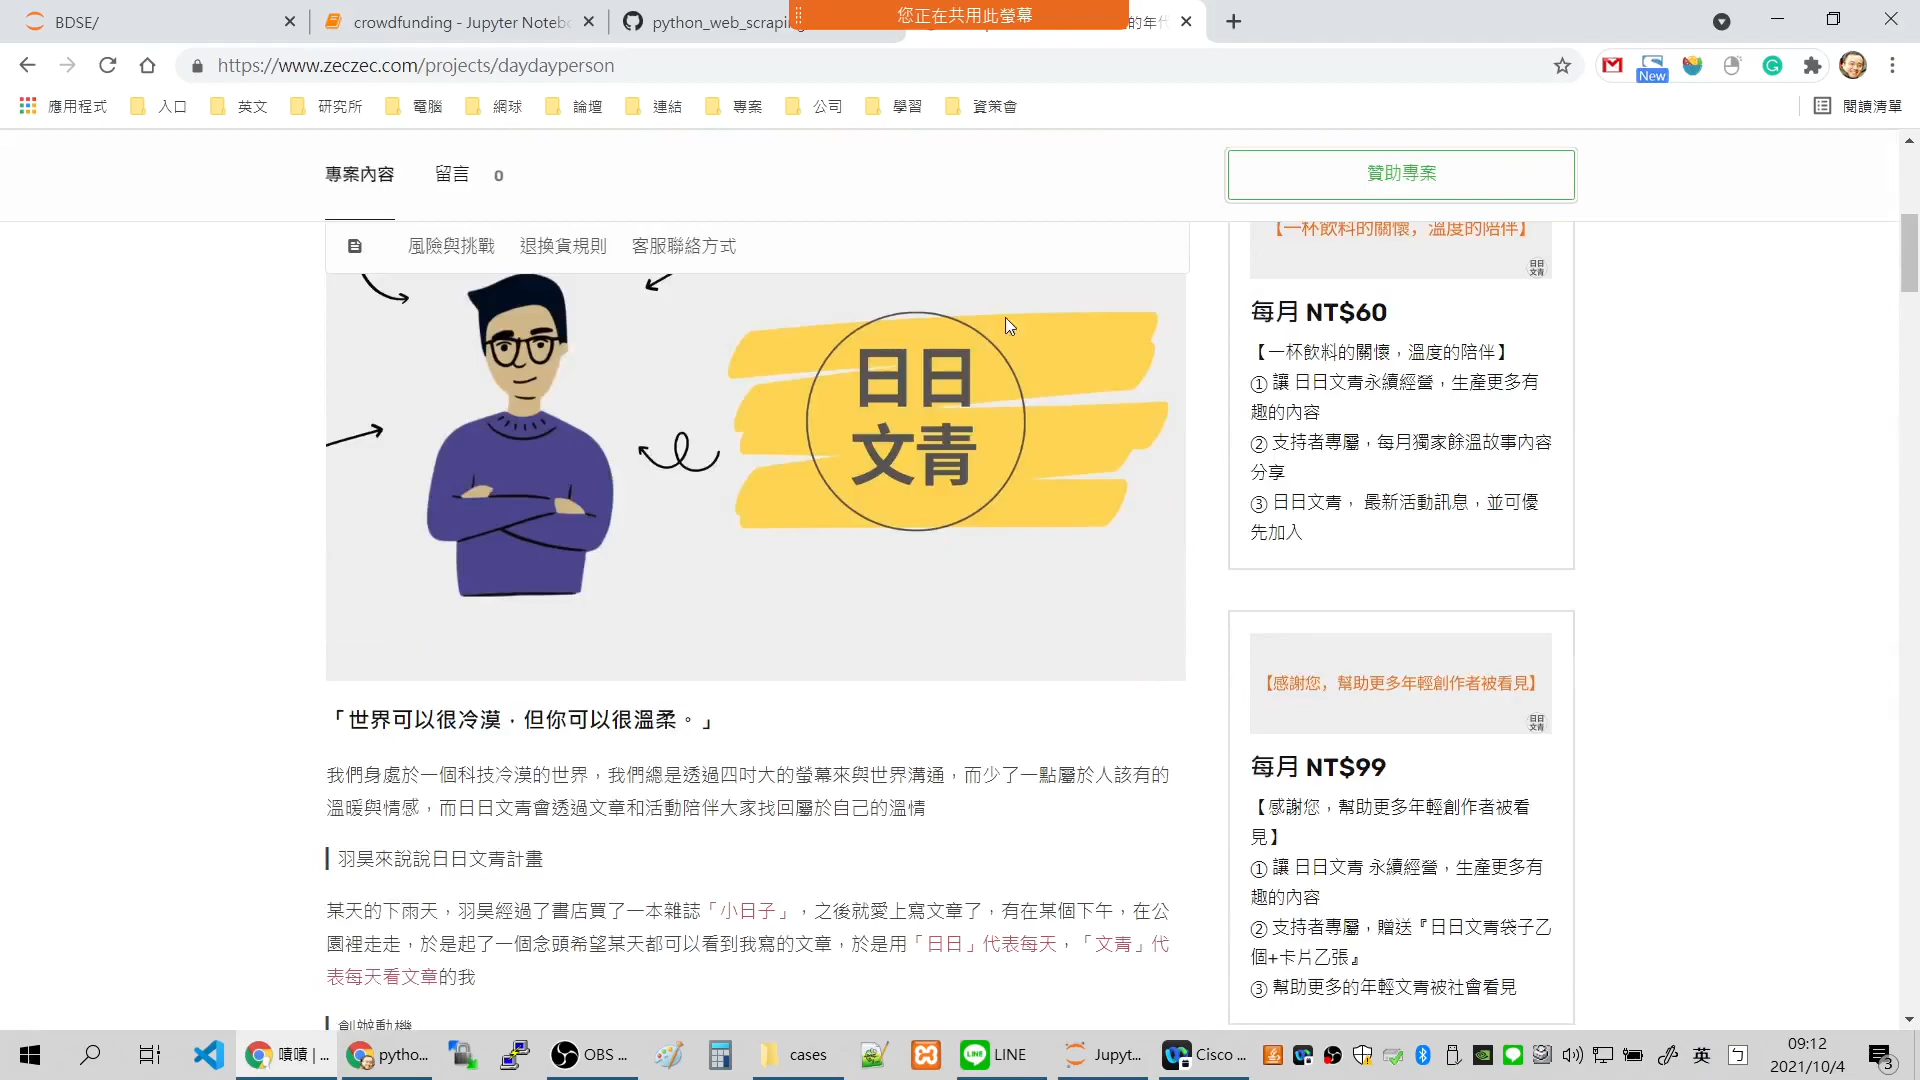 BDSE/
crowdfunding - Jupyter Notebo
python_web_scraping
您正在共用此螢幕
的年代
https://www.zeczec.com/projects/daydayperson
New
應用程式
入口
英文
研究所
電腦
網球
論壇
連結
專案
公司
學習
資策會
閱讀清單
專案內容
留言
0
贊助專案
風險與挑戰
退換貨規則
客服聯絡方式
日日
文青
「世界可以很冷漠,但你可以很溫柔。」
我們身處於一個科技冷漠的世界,我們總是透過四吋大的螢幕來與世界溝通,而少了一點屬於人該有的
溫暖與情感,而日日文青會透過文章和活動陪伴大家找回屬於自己的溫情
羽昊來說說日日文青計畫
某天的下雨天,羽昊經過了書店買了一本雜誌「小日子」,之後就愛上寫文章了,有在某個下午,在公
園裡走走,於是起了一個念頭希望某天都可以看到我寫的文章,於是用「日日」代表每天,「文青」代
表每天看文章的我
創辦動機
【一杯飲料的關懷,溫度的陪伴】
日日
文青
每月 NT$60
【一杯飲料的關懷,溫度的陪伴】
① 讓 日日文青永續經營,生產更多有
趣的內容
② 支持者專屬,每月獨家餘溫故事內容
分享
③ 日日文青, 最新活動訊息,並可優
先加入
【感謝您,幫助更多年輕創作者被看見】
日日
文青
每月 NT$99
【感謝您,幫助更多年輕創作者被看
見】
① 讓 日日文青 永續經營,生產更多有
趣的內容
② 支持者專屬,贈送『日日文青袋子乙
個+卡片乙張』
③ 幫助更多的年輕文青被社會看見
嘖嘖 | ...
pytho...
OBS ...
cases
LINE
Jupyt...
Cisco ...
英
09:12
2021/10/4
3